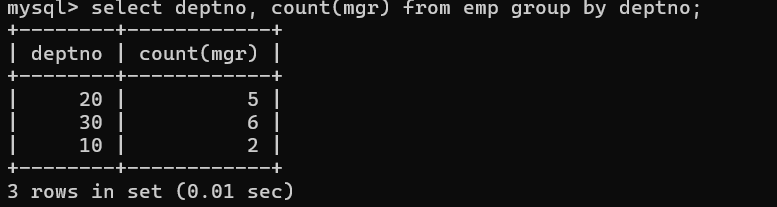 mysql> select deptno, count(mgr) from emp group by deptno;
+--------+------------+
| deptno | count(mgr) |
+--------+------------+
|     20 |          5 |
|     30 |          6 |
|     10 |          2 |
+--------+------------+
3 rows in set (0.01 sec)